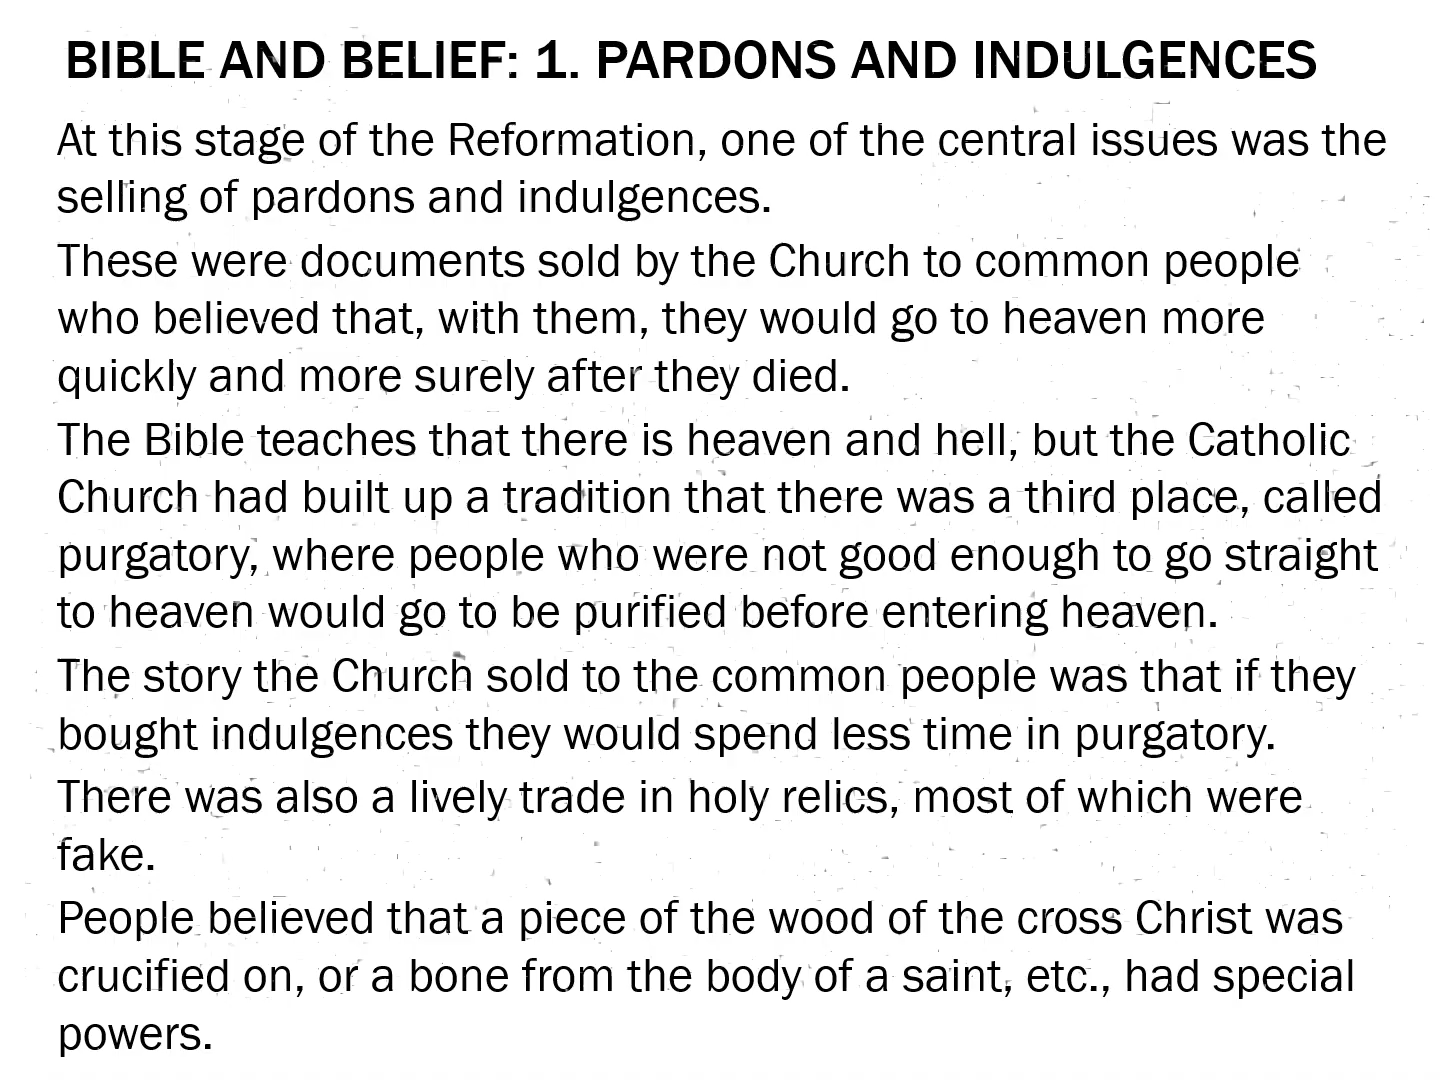 BIBLE AND BELIEF: 1. PARDONS AND INDULGENCES
At this stage of the Reformation, one of the central issues was the
selling of pardons and indulgences.
These were documents sold by the Church to common people
who believed that, with them, they would go to heaven more
quickly and more surely after they died.
The Bible teaches that there is heaven and hell, but the Catholic
Church had built up a tradition that there was a third place, called
purgatory, where people who were not good enough to go straight
to heaven would go to be purified before entering heaven.
The story the Church sold to the common people was that if they
bought indulgences they would spend less time in purgatory.
There was also a lively trade in holy relics, most of which were
fake.
People believed that a piece of the wood of the cross Christ was
crucified on, or a bone from the body of a saint, etc., had special
powers.